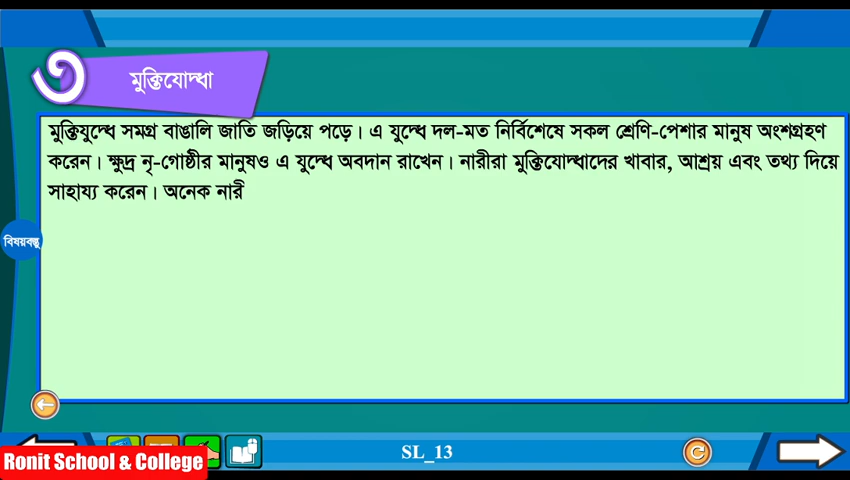 ৩
মুক্তিযোদ্ধা
মুক্তিযুদ্ধে সমগ্র বাঙালি জাতি জড়িয়ে পড়ে। এ যুদ্ধে দল-মত নির্বিশেষে সকল শ্রেণি-পেশার মানুষ অংশগ্রহণ
করেন। ক্ষুদ্র নৃ-গোষ্ঠীর মানুষও এ যুদ্ধে অবদান রাখেন। নারীরা মুক্তিযোদ্ধাদের খাবার, আশ্রয় এবং তথ্য দিয়ে
সাহায্য করেন। অনেক নারী
বিষয়বস্তু
SL_13
Ronit School & College